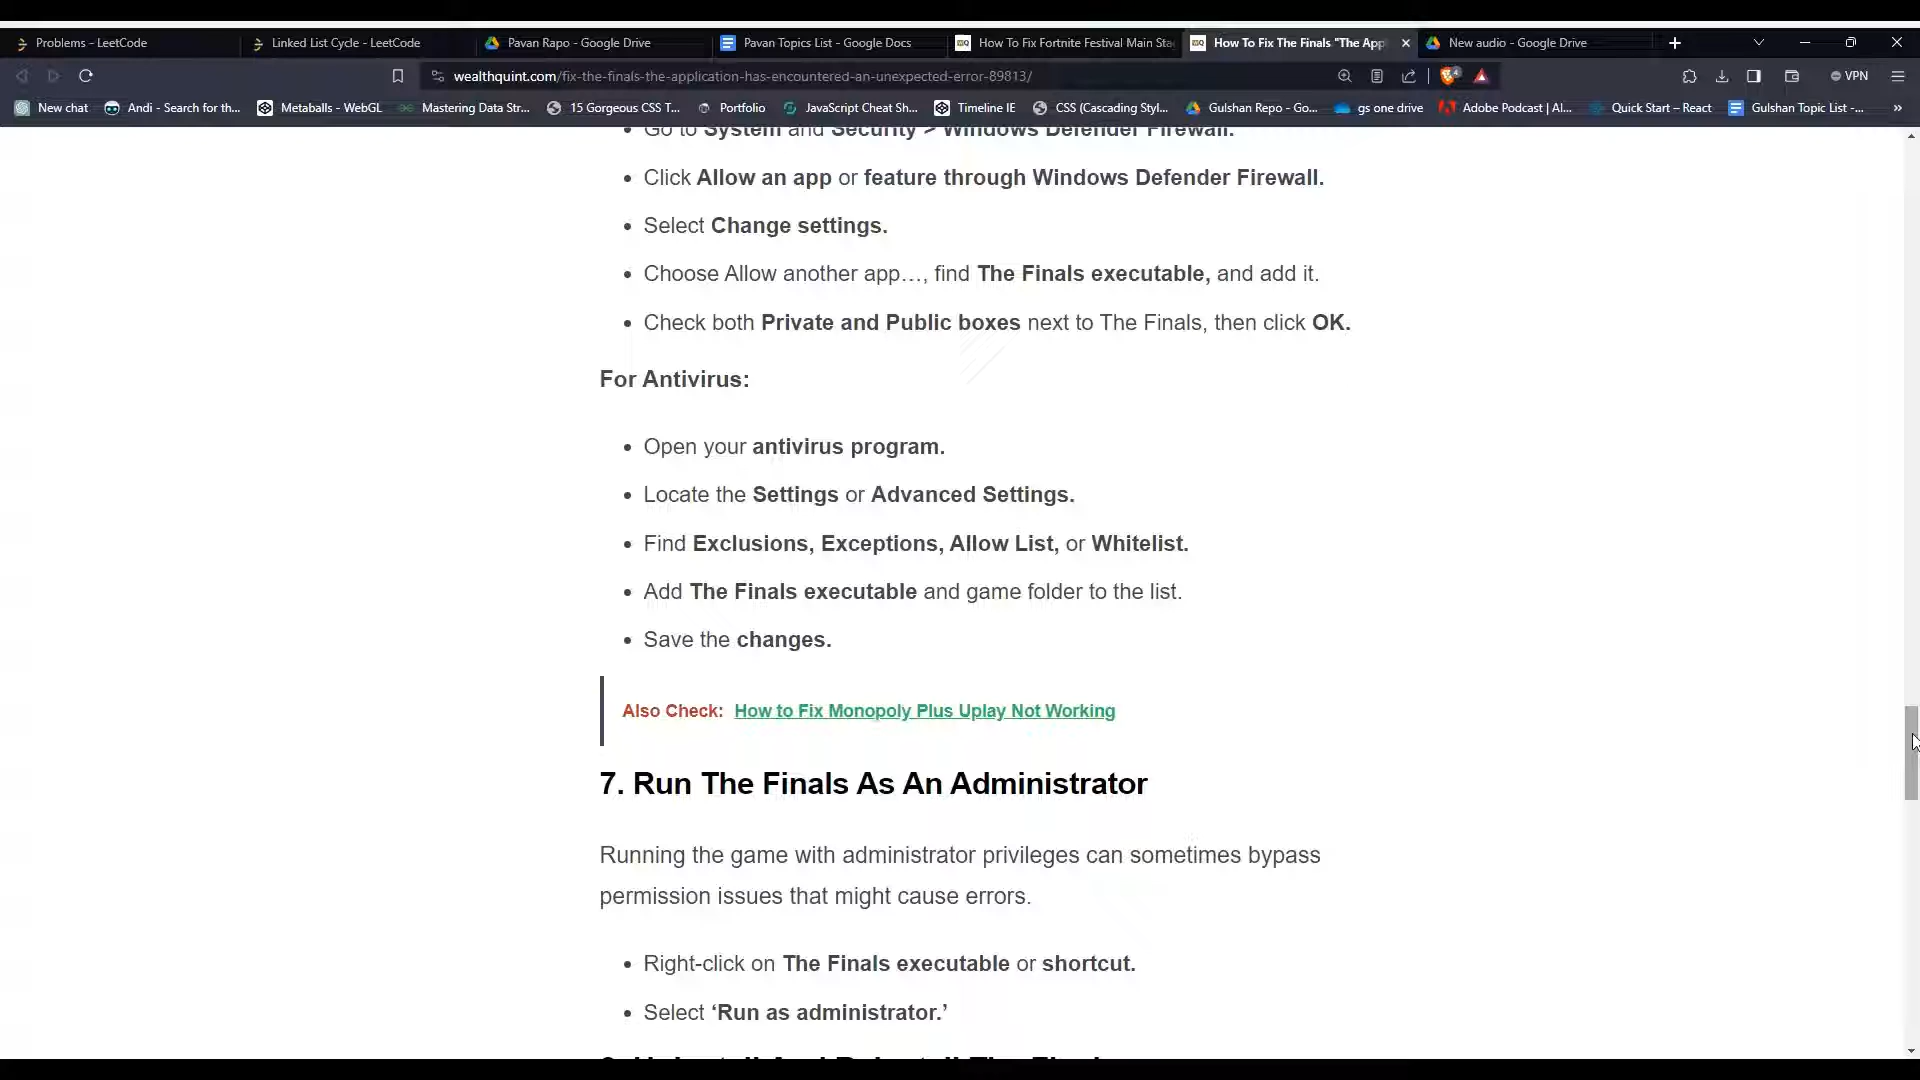 Problems - LeetCode
Linked List Cycle - LeetCode
Pavan Rapo - Google Drive
Pavan Topics List - Google Docs
How To Fix Fortnite Festival Main Sta
How To Fix The Finals "The App
New audio - Google Drive
wealthquint.com/fix-the-finals-the-application-has-encountered-an-unexpected-error-89813/
VPN
New chat
Andi - Search for th...
Metaballs - WebGL
Mastering Data Str...
15 Gorgeous CSS T...
Portfolio
JavaScript Cheat Sh...
Timeline IE
CSS (Cascading Styl...
Gulshan Repo - Go...
gs one drive
Adobe Podcast | AI...
Quick Start – React
Gulshan Topic List -...
Go to System and Security > Windows Defender Firewall.
Click Allow an app or feature through Windows Defender Firewall.
Select Change settings.
Choose Allow another app…, find The Finals executable, and add it.
Check both Private and Public boxes next to The Finals, then click OK.
For Antivirus:
Open your antivirus program.
Locate the Settings or Advanced Settings.
Find Exclusions, Exceptions, Allow List, or Whitelist.
Add The Finals executable and game folder to the list.
Save the changes.
Also Check: How to Fix Monopoly Plus Uplay Not Working
7. Run The Finals As An Administrator
Running the game with administrator privileges can sometimes bypass
permission issues that might cause errors.
Right-click on The Finals executable or shortcut.
Select ‘Run as administrator.’